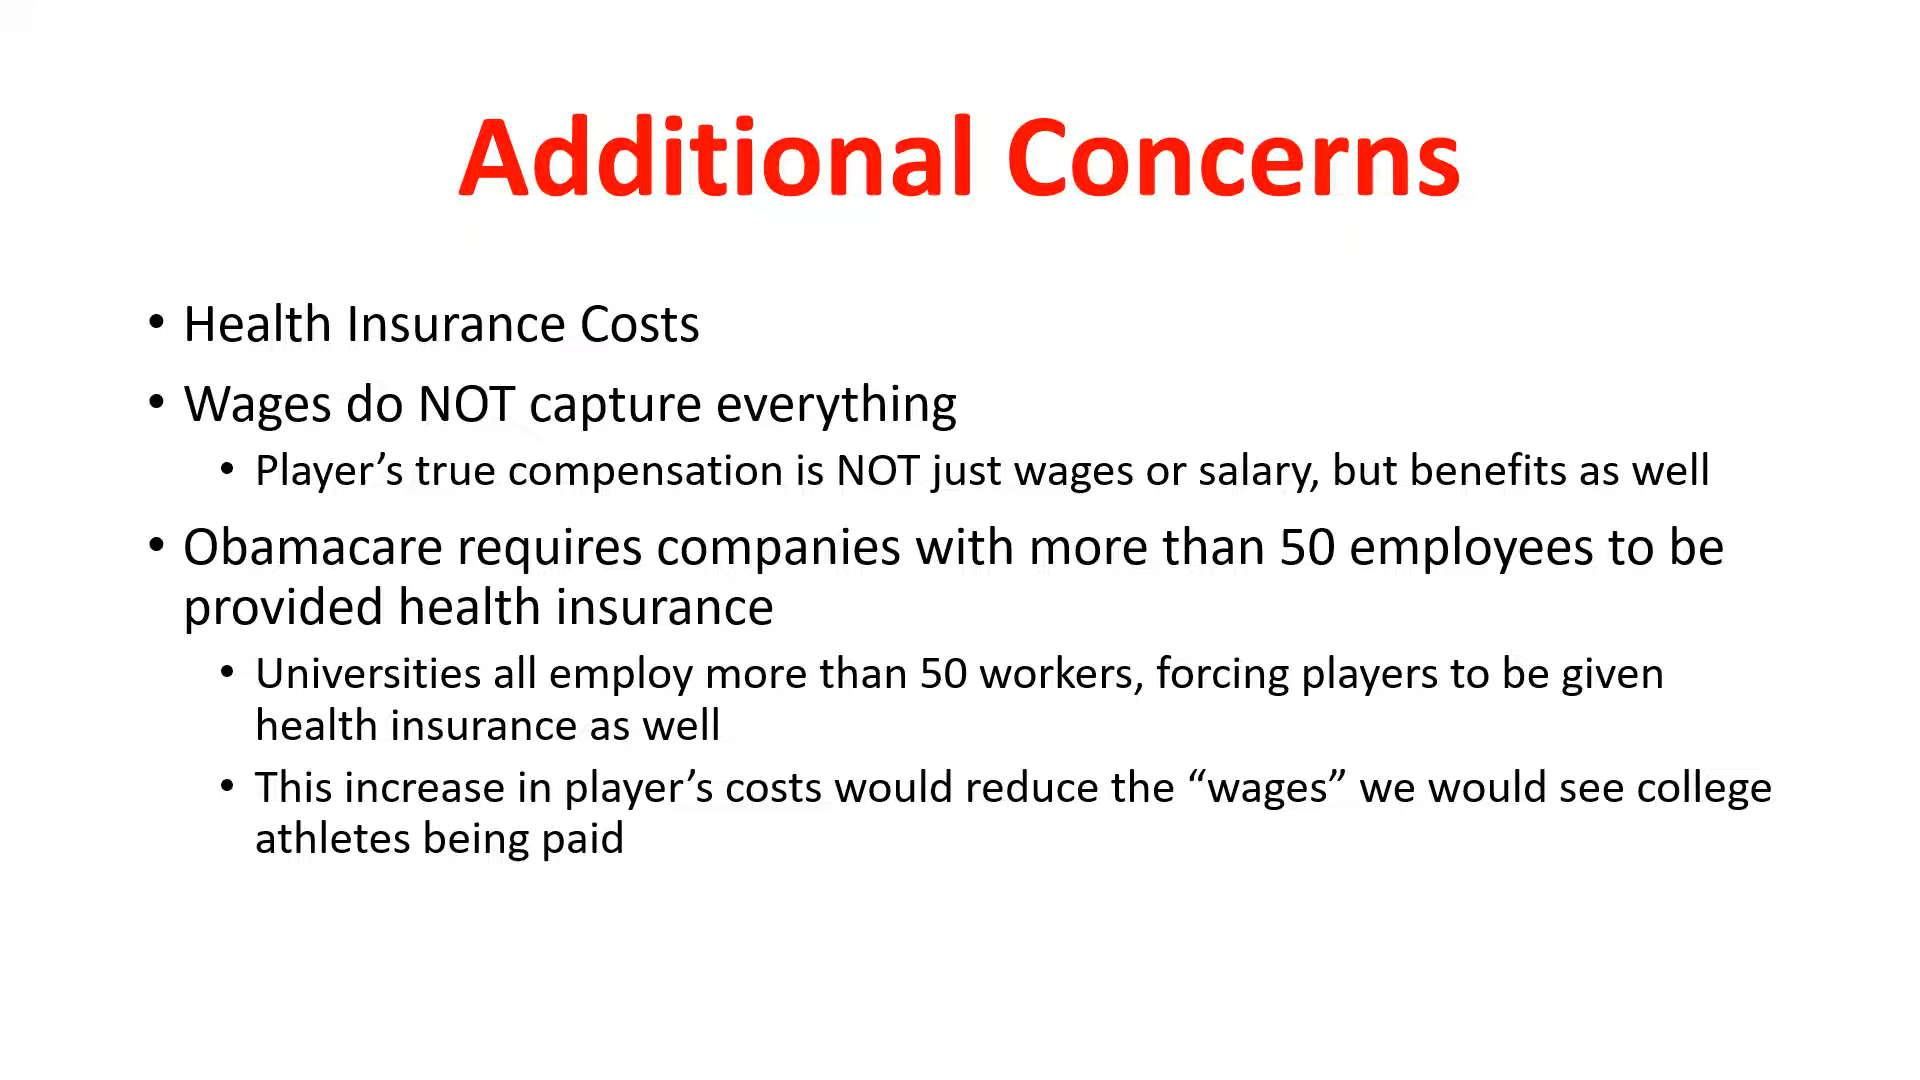 Additional Concerns
• Health Insurance Costs
• Wages do NOT capture everything
• Player’s true compensation is NOT just wages or salary, but benefits as well
• Obamacare requires companies with more than 50 employees to be
provided health insurance
• Universities all employ more than 50 workers, forcing players to be given
health insurance as well
• This increase in player’s costs would reduce the “wages” we would see college
athletes being paid